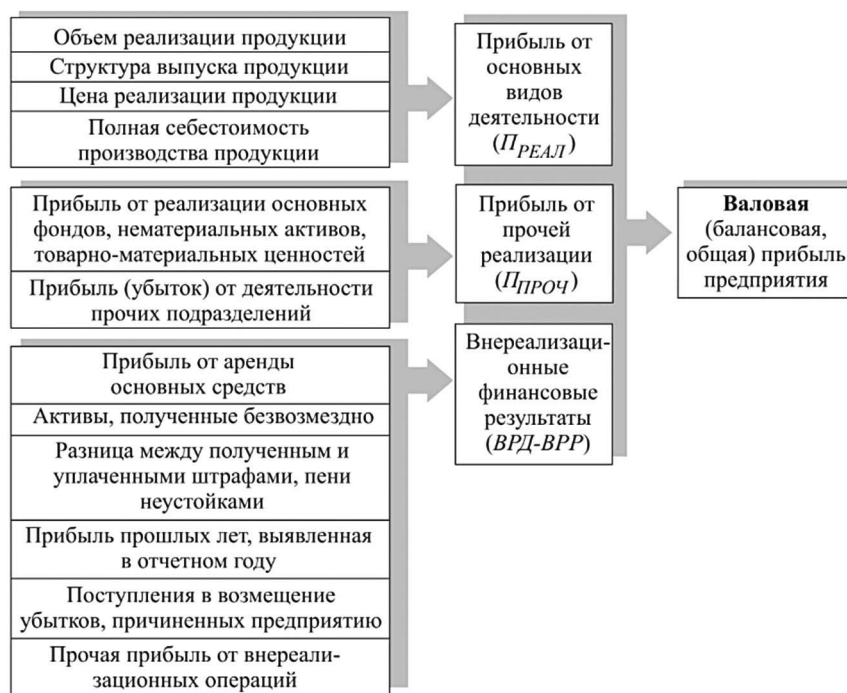 Объем реализации продукции
Структура выпуска продукции
Цена реализации продукции
Полная себестоимость
производства продукции
Прибыль от
основных
видов
деятельности
(П_РЕАЛ)
Прибыль от реализации основных
фондов, нематериальных активов,
товарно-материальных ценностей
Прибыль (убыток) от деятельности
прочих подразделений
Прибыль от
прочей
реализации
(П_ПРОЧ)
Валовая
(балансовая,
общая) прибыль
предприятия
Прибыль от аренды
основных средств
Активы, полученные безвозмездно
Разница между полученным и
уплаченными штрафами, пени
неустойками
Прибыль прошлых лет, выявленная
в отчетном году
Поступления в возмещение
убытков, причиненных предприятию
Прочая прибыль от внереали-
зационных операций
Внереализаци-
онные
финансовые
результаты
(ВРД-ВРР)